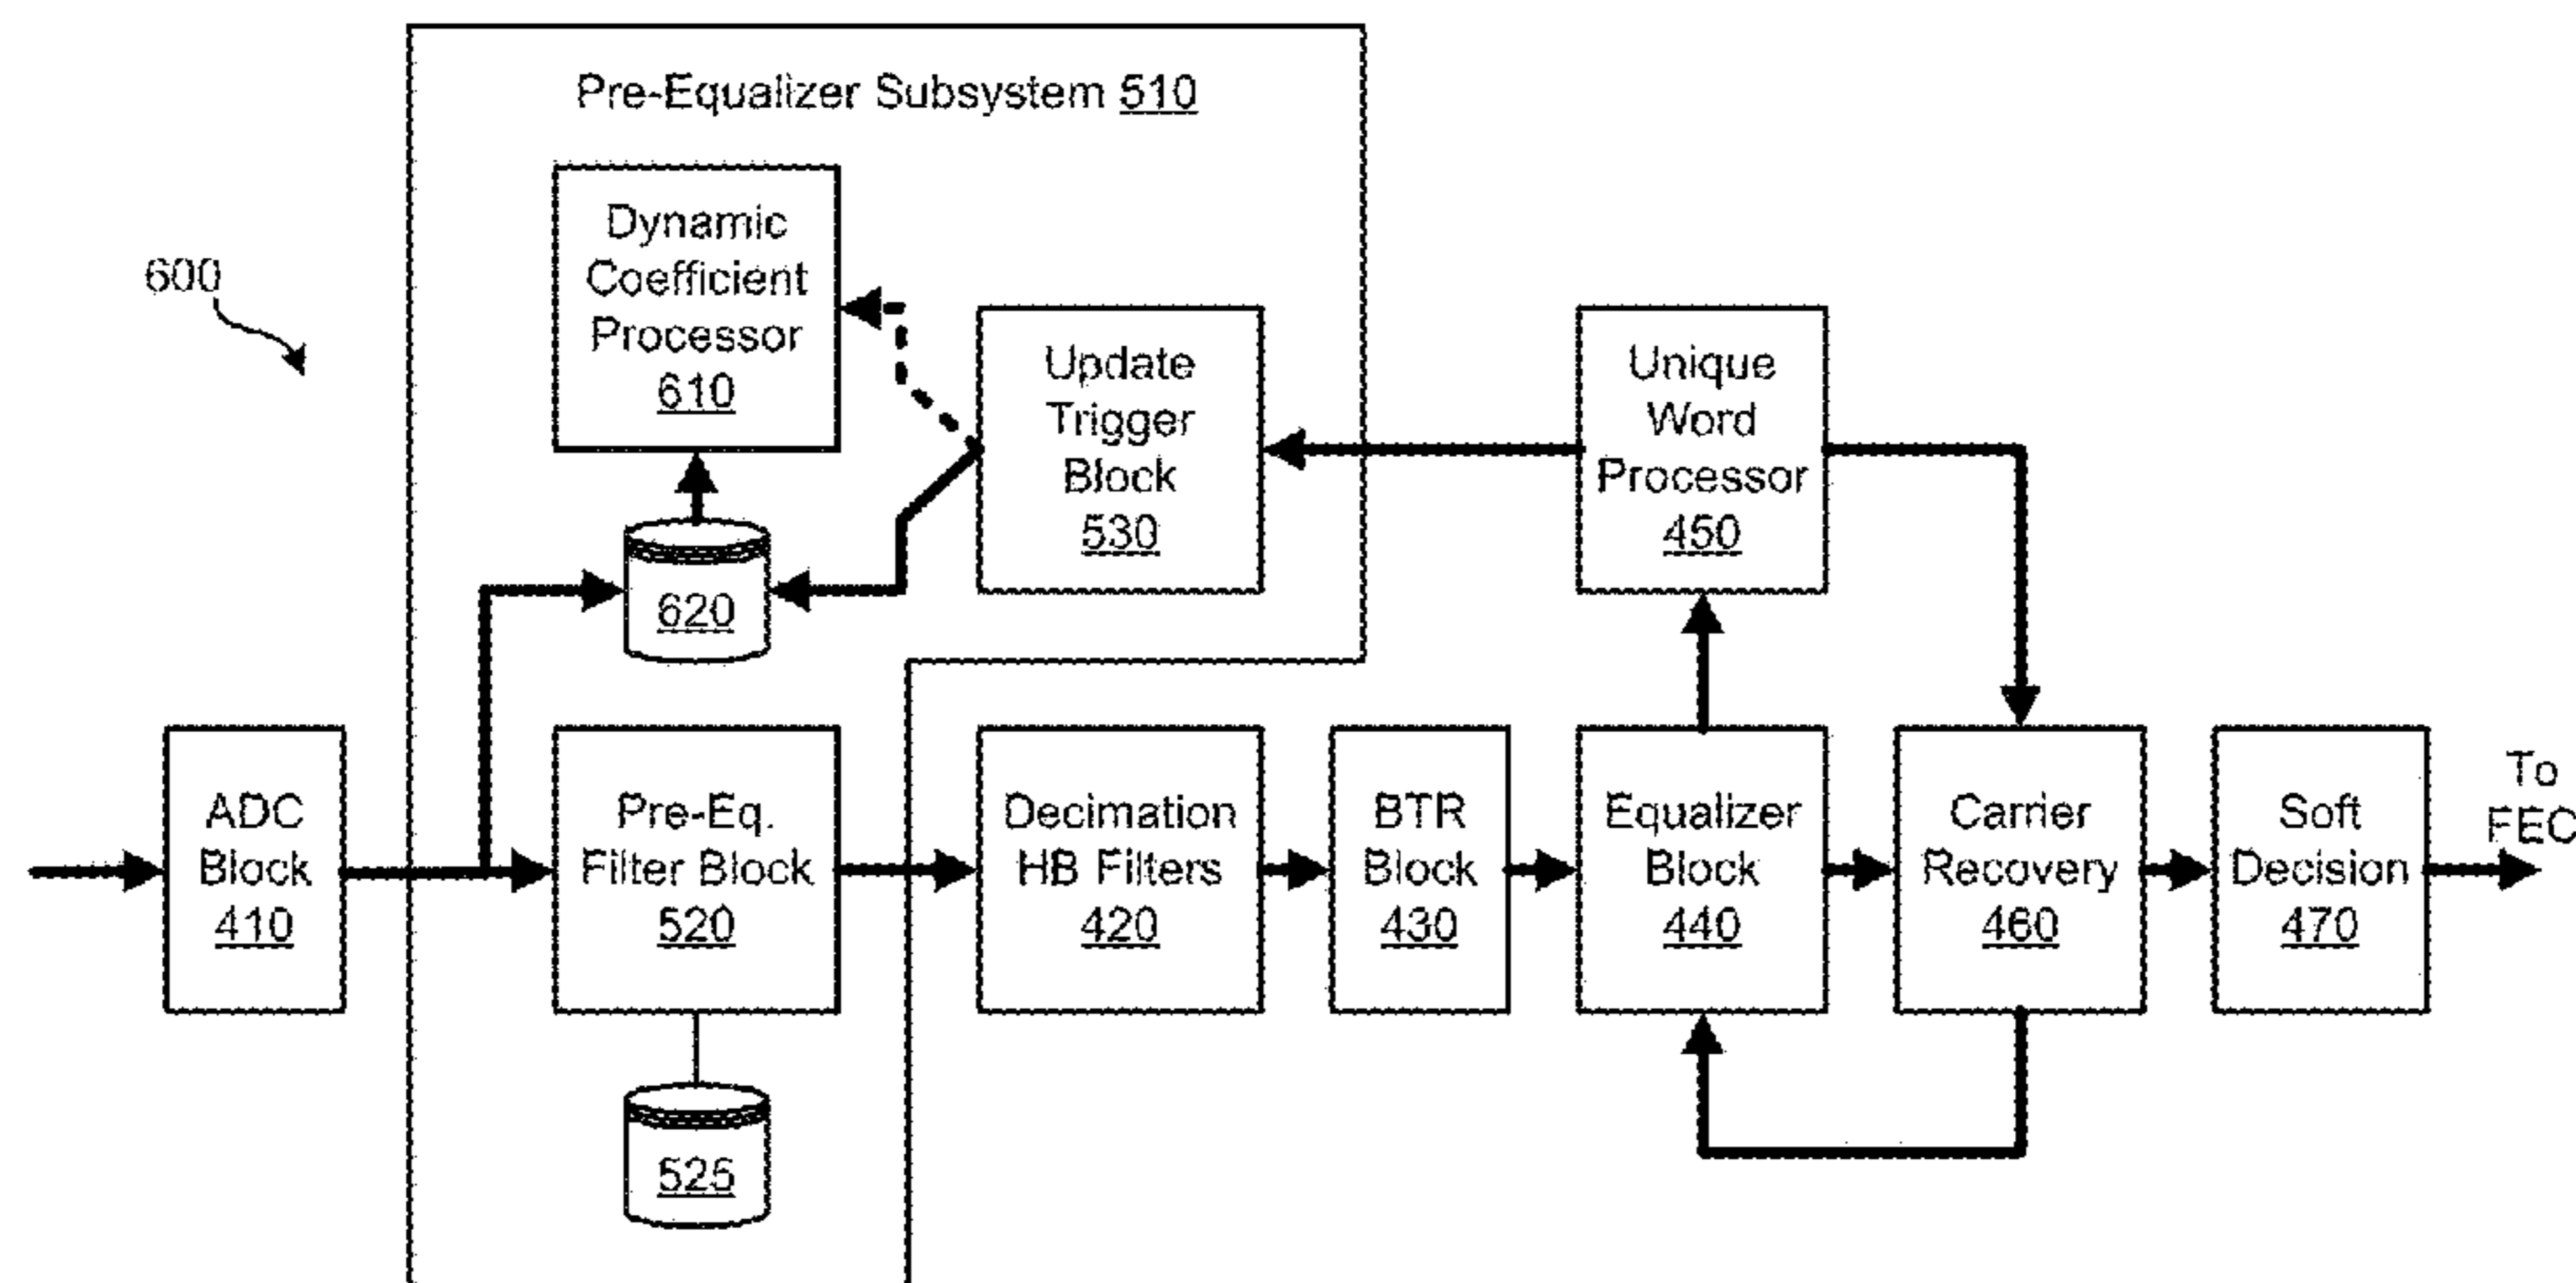 Pre-Equalizer Subsystem 510
Dynamic
Coefficient
Processor
610
600
Update
Trigger
Block
530
Unique
Word
Processor
450
620
ADC
Block
410
Pre-Eq.
Filter Block
520
Decimation
HB Filters
420
BTR
Block
430
Equalizer
Block
440
Carrier
Recovery
460
Soft
Decision
470
To
FEC
525